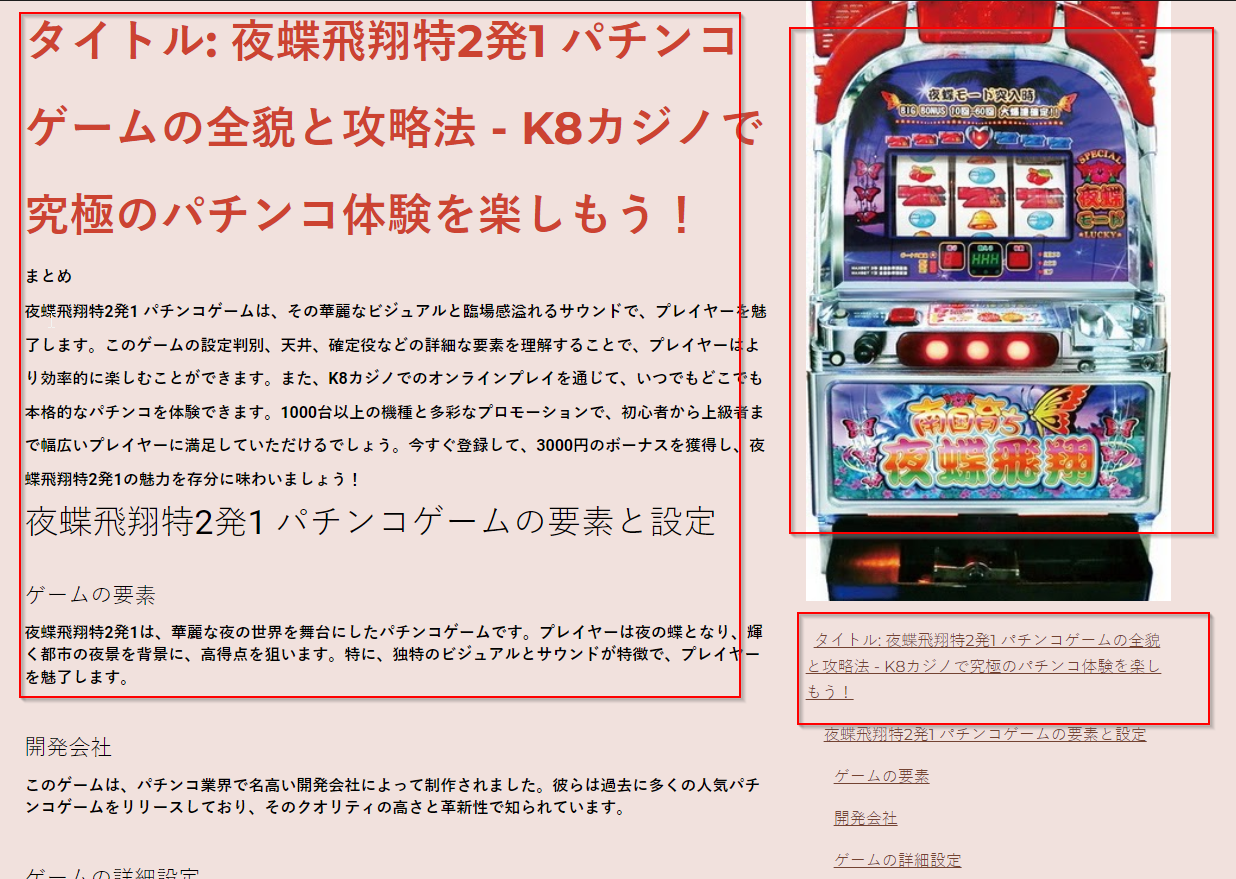 タイトル: 夜蝶飛翔特2発1 パチンコ
ゲームの全貌と攻略法 - K8カジノで
究極のパチンコ体験を楽しもう！
まとめ
夜蝶飛翔特2発1 パチンコゲームは、その華麗なビジュアルと臨場感溢れるサウンドで、プレイヤーを魅
了します。このゲームの設定判別、天井、確定役などの詳細な要素を理解することで、プレイヤーはよ
り効率的に楽しむことができます。また、K8カジノでのオンラインプレイを通じて、いつでもどこでも
本格的なパチンコを体験できます。1000台以上の機種と多彩なプロモーションで、初心者から上級者ま
で幅広いプレイヤーに満足していただけるでしょう。今すぐ登録して、3000円のボーナスを獲得し、夜
蝶飛翔特2発1の魅力を存分に味わいましょう！
夜蝶飛翔特2発1 パチンコゲームの要素と設定
ゲームの要素
夜蝶飛翔特2発1は、華麗な夜の世界を舞台にしたパチンコゲームです。プレイヤーは夜の蝶となり、輝
く都市の夜景を背景に、高得点を狙います。特に、独特のビジュアルとサウンドが特徴で、プレイヤー
を魅了します。
開発会社
このゲームは、パチンコ業界で名高い開発会社によって制作されました。彼らは過去に多くの人気パチ
ンコゲームをリリースしており、そのクオリティの高さと革新性で知られています。
ゲームの詳細設定
夜蝶モード突入時
BIG BONUS 10回・60回 大爆連確定!!
SPECIAL
夜蝶
モード
LUCKY
南国育ち
夜蝶飛翔
タイトル: 夜蝶飛翔特2発1 パチンコゲームの全貌
と攻略法 - K8カジノで究極のパチンコ体験を楽し
もう！
夜蝶飛翔特2発1 パチンコゲームの要素と設定
ゲームの要素
開発会社
ゲームの詳細設定